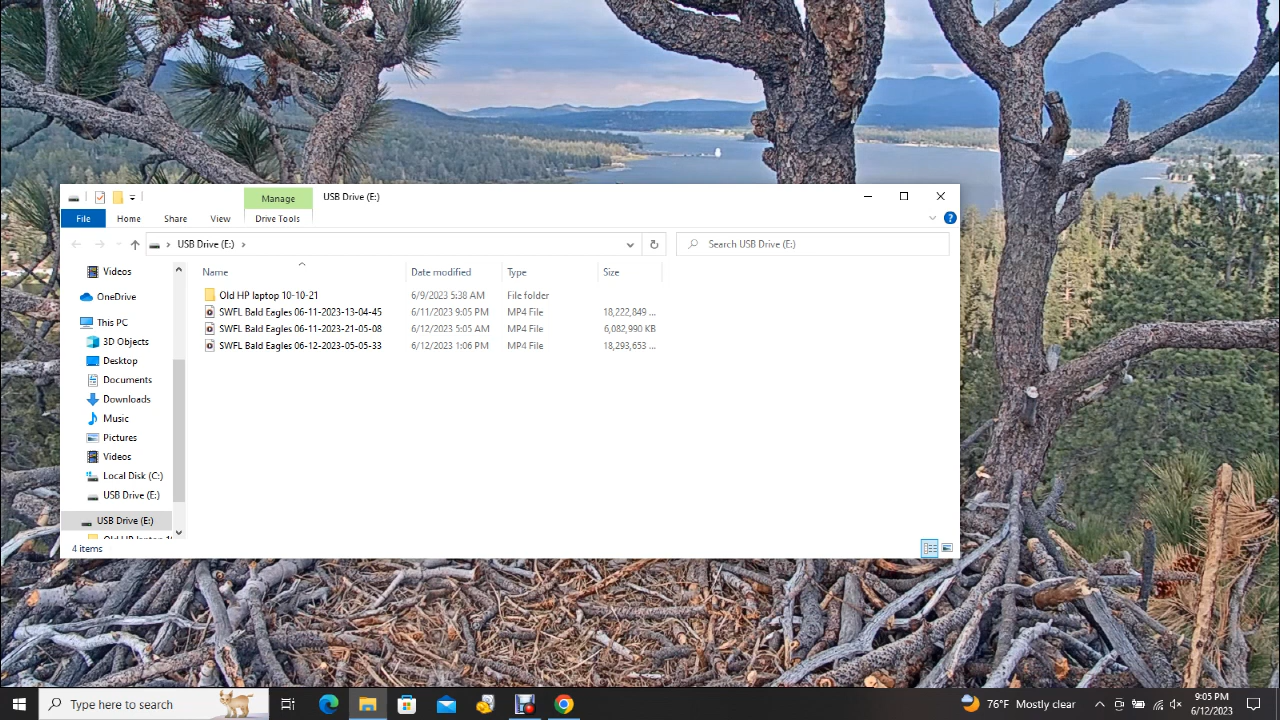 Manage USB Drive (E:)
File Home Share View Drive Tools
USB Drive (E:) Search USB Drive (E:)
Name Date modified Type Size
Videos
OneDrive
This PC
3D Objects
Desktop
Documents
Downloads
Music
Pictures
Videos
Local Disk (C:)
USB Drive (E:)
USB Drive (E:)
Old HP laptop 10
Old HP laptop 10-10-21 6/9/2023 5:38 AM File folder
SWFL Bald Eagles 06-11-2023-13-04-45 6/11/2023 9:05 PM MP4 File 18,222,849 ...
SWFL Bald Eagles 06-11-2023-21-05-08 6/12/2023 5:05 AM MP4 File 6,082,990 KB
SWFL Bald Eagles 06-12-2023-05-05-33 6/12/2023 1:06 PM MP4 File 18,293,653 ...
4 items
Type here to search
76°F Mostly clear
9:05 PM
6/12/2023